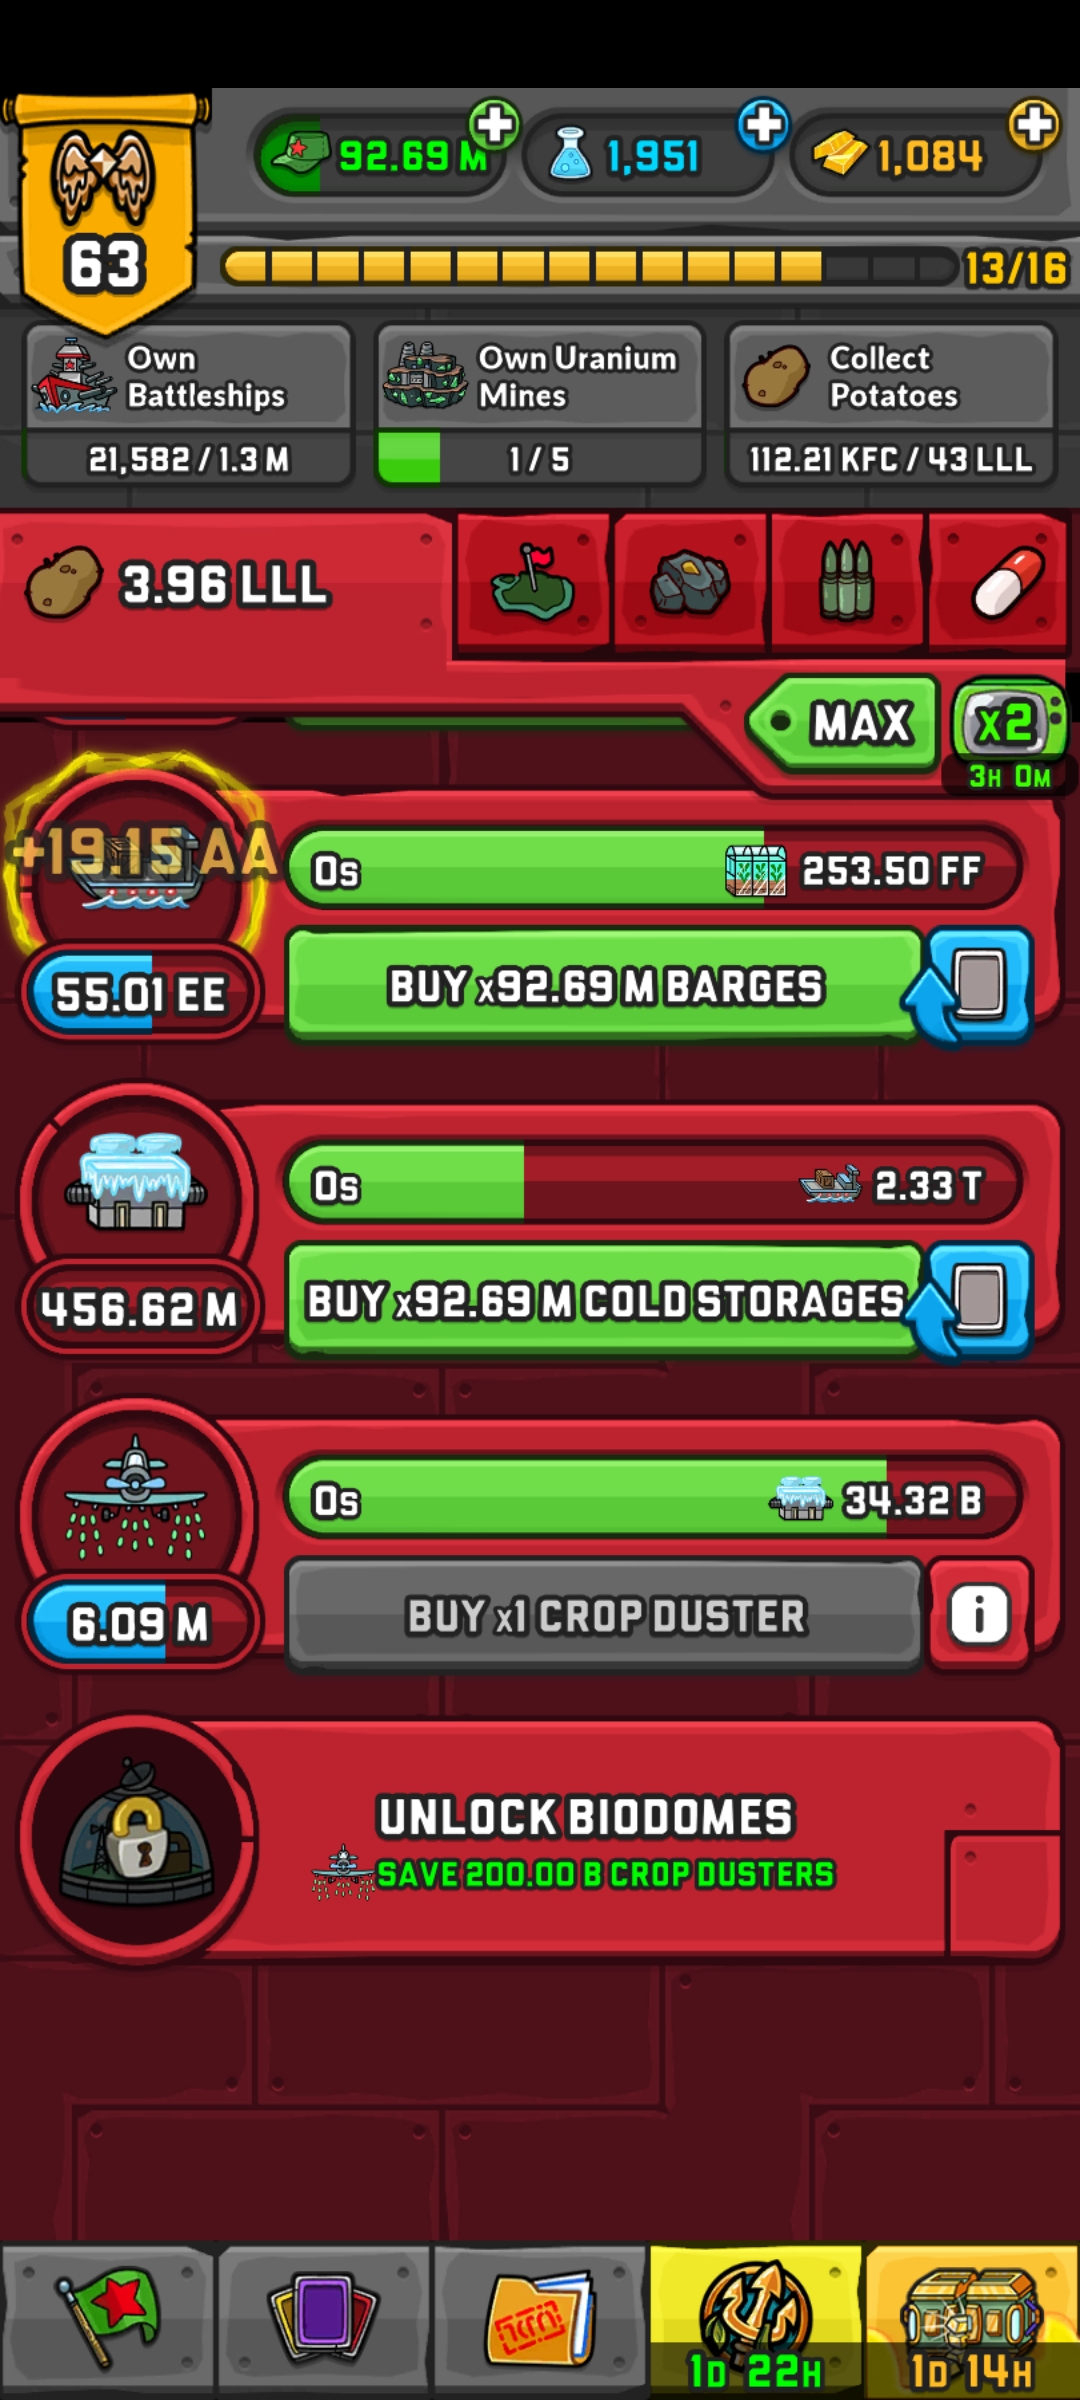 63
92.69 M
1,951
1,084
13/16
Own
Battleships
21,582 / 1.3 M
Own Uranium
Mines
1 / 5
Collect
Potatoes
112.21 KFC / 43 LLL
3.96 LLL
MAX
x2
3H 0M
+19.15 AA
0s
253.50 FF
55.01 EE
BUY x92.69 M BARGES
0s
2.33 T
456.62 M
BUY x92.69 M COLD STORAGES
0s
34.32 B
6.09 M
BUY x1 CROP DUSTER
i
UNLOCK BIODOMES
SAVE 200.00 B CROP DUSTERS
1D 22H
1D 14H